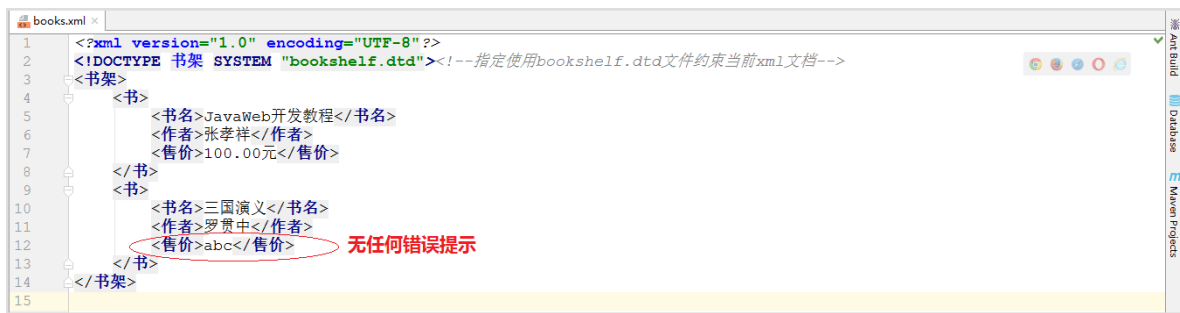 books.xml ×
1 <?xml version="1.0" encoding="UTF-8"?>
2 <!DOCTYPE 书架 SYSTEM "bookshelf.dtd"><!--指定使用bookshelf.dtd文件约束当前xml文档-->
3 <书架>
4 <书>
5 <书名>JavaWeb开发教程</书名>
6 <作者>张孝祥</作者>
7 <售价>100.00元</售价>
8 </书>
9 <书>
10 <书名>三国演义</书名>
11 <作者>罗贯中</作者>
12 <售价>abc</售价> 无任何错误提示
13 </书>
14 </书架>
15
Ant Build
Database
m Maven Projects